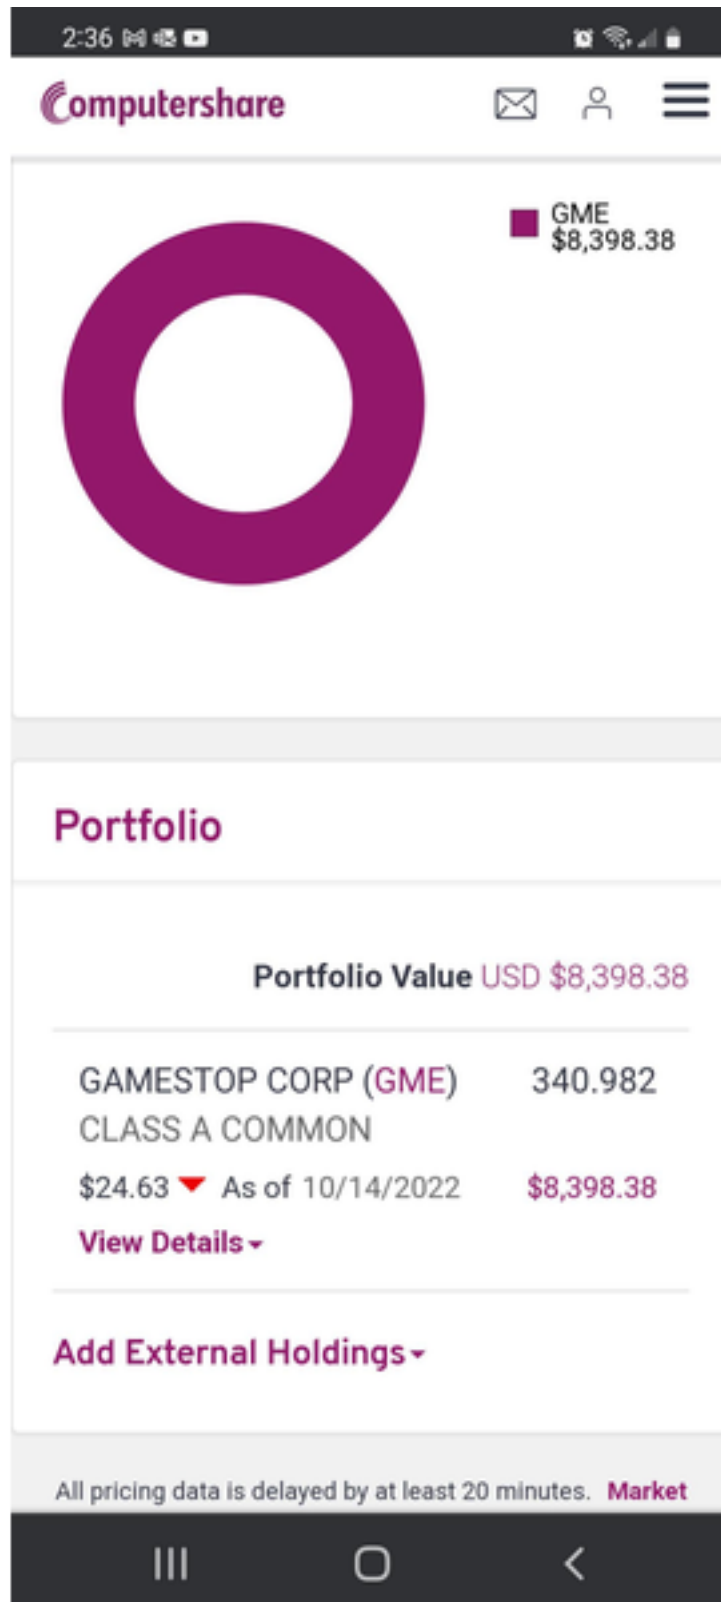 2:36
Computershare
GME
$8,398.38
Portfolio
Portfolio Value USD $8,398.38
GAMESTOP CORP (GME) 340.982
CLASS A COMMON
$24.63 As of 10/14/2022 $8,398.38
View Details
Add External Holdings
All pricing data is delayed by at least 20 minutes. Market